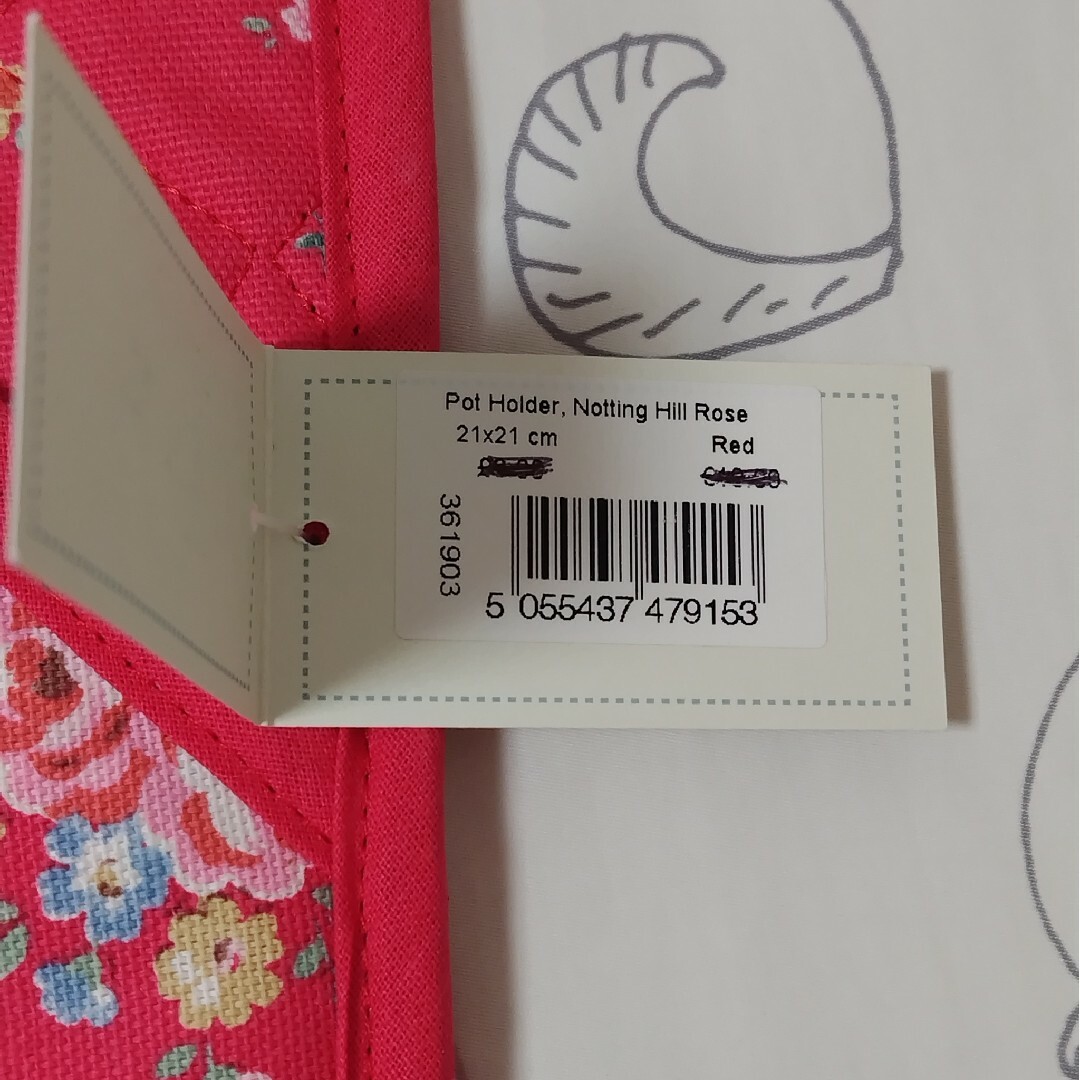 Pot Holder, Notting Hill Rose
21x21 cm Red
361903
5 055437 479153